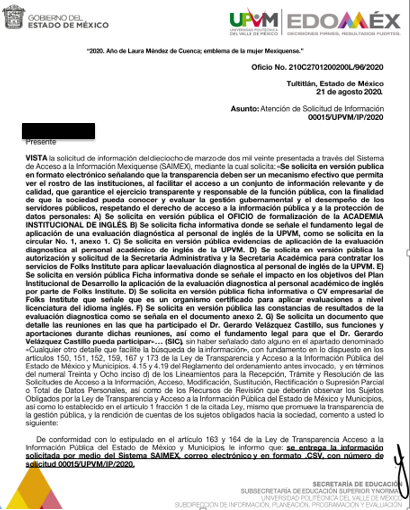 GOBIERNO DEL
ESTADO DE MÉXICO
UPVM
UNIVERSIDAD POLITÉCNICA
DEL VALLE DE MÉXICO
EDOMÉX
DECISIONES FIRMES, RESULTADOS FUERTES.
"2020. Año de Laura Méndez de Cuenca; emblema de la mujer Mexiquense."
Oficio No. 210C2701200200L/96/2020
Tultitlán, Estado de México
21 de agosto 2020.
Asunto: Atención de Solicitud de Información
00015/UPVM/IP/2020
Presente
VISTA la solicitud de información del dieciocho de marzo de dos mil veinte presentada a través del Sistema
de Acceso a la Información Mexiquense (SAIMEX), mediante la cual solicita: «Se solicita en versión pública
en formato electrónico señalando que la transparencia deben ser un mecanismo efectivo que permita
ver el rostro de las instituciones, al facilitar el acceso a un conjunto de información relevante y de
calidad, que garantice el ejercicio transparente y responsable de la función pública, con la finalidad
de que la sociedad pueda conocer y evaluar la gestión gubernamental y el desempeño de los
servidores públicos, respetando el derecho de acceso a la información pública y a la protección de
datos personales: A) Se solicita en versión pública el OFICIO de formalización de la ACADEMIA
INSTITUCIONAL DE INGLÉS. B) Se solicita ficha informativa donde se señale el fundamento legal de
aplicación de una evaluación diagnóstica al personal académico de inglés de la UPVM, como se solicita en la
circular No. 1, anexo 1. C) Se solicita en versión pública evidencias de aplicación de la evaluación
diagnostica al personal académico de inglés de la UPVM. D) Se solicita en versión pública la
autorización y solicitud de la Secretaria Administrativa y la Secretaría Académica para contratar los
servicios de Folks Institute para aplicar la evaluación diagnostica al personal de inglés de la UPVM. E)
Se solicita en versión pública Ficha informativa donde se señale el impacto en los objetivos del Plan
Institucional de Desarrollo la aplicación de la evaluación diagnostica al personal académico de inglés
por parte de Folks Institute. D) Se solicita en versión pública ficha informativa o CV empresarial de
Folks Institute que señale que es un organismo certificado para aplicar evaluaciones a nivel
licenciatura del idioma inglés. F) Se solicita en versión pública las constancias de resultados de la
evaluación diagnostica como se señala en el documento anexo 2. G) Se solicita un documento que
detalle las reuniones en las que ha participado el Dr. Gerardo Velázquez Castillo, sus funciones y
aportaciones durante dichas reuniones, así como el fundamento legal para que el Dr. Gerardo
Velázquez Castillo pueda participar»… (SIC), sin haber señalado dato alguno en el apartado denominado
«Cualquier otro detalle que facilite la búsqueda de la información», con fundamento en lo dispuesto en los
artículos 150, 151, 152, 159, 167 y 173 de la Ley de Transparencia y Acceso a la Información Pública del
Estado de México y Municipios. 4.15 y 4.19 del Reglamento del ordenamiento antes invocado, y en términos
del numeral Treinta y Ocho inciso d) de los Lineamientos para la Recepción, Trámite y Resolución de las
Solicitudes de Acceso a la Información, Acceso, Modificación, Sustitución, Rectificación o Supresión Parcial
o Total de Datos Personales, así como de los Recursos de Revisión que deberán observar los Sujetos
Obligados por la Ley de Transparencia y Acceso a la Información Pública del Estado de México y Municipios,
así como lo establecido en el artículo 1 fracción 1 de la citada Ley, mismo que promueve la transparencia de
la gestión pública, y la rendición de cuentas de los sujetos obligados hacía la sociedad, comento a usted lo
siguiente:
De conformidad con lo estipulado en el artículo 163 y 164 de la Ley de Transparencia Acceso a la
Información Pública del Estado de México y Municipios, le informo que: se entrega la información
solicitada por medio del Sistema SAIMEX, correo electrónico y en formato .CSV, con número de
solicitud 00015/UPVM/IP/2020.
SECRETARÍA DE EDUCACIÓN
SUBSECRETARÍA DE EDUCACIÓN SUPERIOR Y NORMAL
UNIVERSIDAD POLITÉCNICA DEL VALLE DE MÉXICO
SUBDIRECCIÓN DE INFORMACIÓN, PLANEACIÓN, PROGRAMACIÓN Y EVALUACIÓN